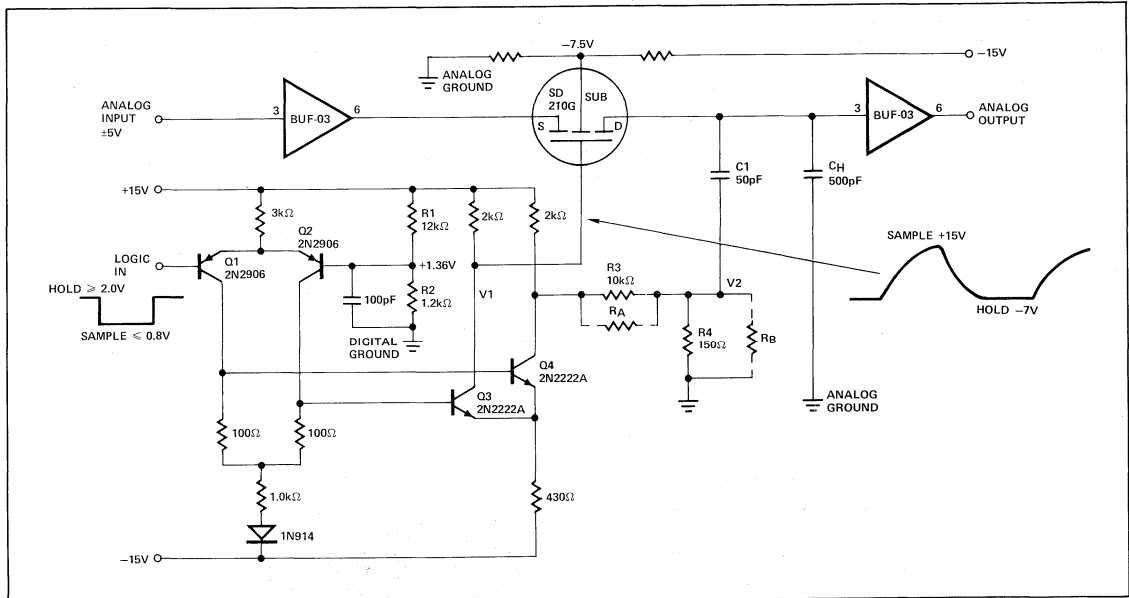 −7.5V
−15V
ANALOG
GROUND
SD
210G
SUB
S
D
ANALOG
INPUT
±5V
3
BUF-03
6
3
BUF-03
6
ANALOG
OUTPUT
C1
50pF
CH
500pF
+15V
3kΩ
R1
12kΩ
2kΩ
2kΩ
SAMPLE +15V
HOLD −7V
Q2
2N2906
LOGIC
IN
Q1
2N2906
+1.36V
HOLD ⩾ 2.0V
SAMPLE ⩽ 0.8V
100pF
R2
1.2kΩ
V1
R3
10kΩ
RA
V2
R4
150Ω
RB
DIGITAL
GROUND
Q4
2N2222A
Q3
2N2222A
ANALOG
GROUND
100Ω
100Ω
1.0kΩ
430Ω
1N914
−15V